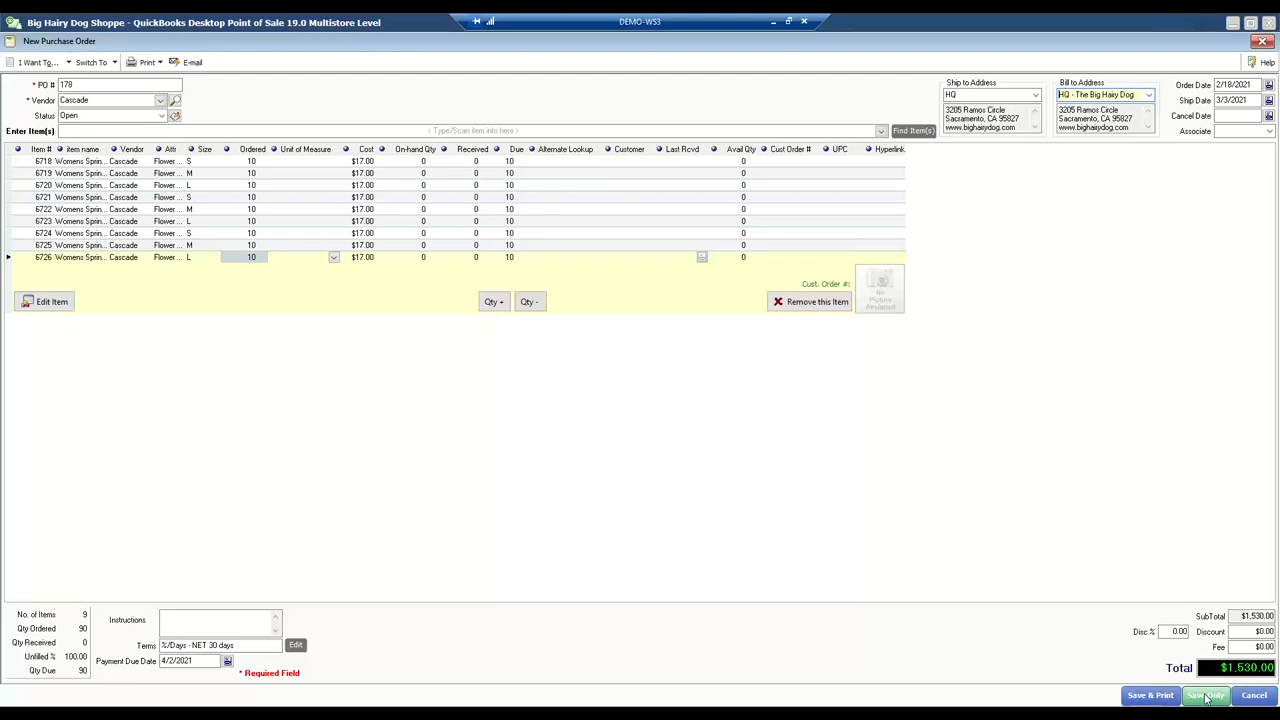 Big Hairy Dog Shoppe - QuickBooks Desktop Point of Sale 19.0 Multistore Level
DEMO-WS3
New Purchase Order
I Want To... Switch To Print E-mail Help
* PO # 178
* Vendor Cascade
Status Open
Ship to Address
HQ
3205 Ramos Circle
Sacramento, CA 95827
www.bighairydog.com
Bill to Address
HQ - The Big Hairy Dog
3205 Ramos Circle
Sacramento, CA 95827
www.bighairydog.com
Order Date 2/18/2021
Ship Date 3/3/2021
Cancel Date
Associate
Enter Item(s) < Type/Scan item info here > Find Item(s)
Item # item name Vendor Attr Size Ordered Unit of Measure Cost On-hand Qty Received Due Alternate Lookup Customer Last Rcvd Avail Qty Cust Order # UPC Hyperlink
6718 Womens Sprin... Cascade Flower ... S 10 $17.00 0 0 10 0
6719 Womens Sprin... Cascade Flower ... M 10 $17.00 0 0 10 0
6720 Womens Sprin... Cascade Flower ... L 10 $17.00 0 0 10 0
6721 Womens Sprin... Cascade Flower ... S 10 $17.00 0 0 10 0
6722 Womens Sprin... Cascade Flower ... M 10 $17.00 0 0 10 0
6723 Womens Sprin... Cascade Flower ... L 10 $17.00 0 0 10 0
6724 Womens Sprin... Cascade Flower ... S 10 $17.00 0 0 10 0
6725 Womens Sprin... Cascade Flower ... M 10 $17.00 0 0 10 0
6726 Womens Sprin... Cascade Flower ... L 10 $17.00 0 0 10 0
Cust. Order #:
Edit Item Qty + Qty - Remove this Item
No
Picture
Assigned
No. of Items 9
Qty Ordered 90
Qty Received 0
Unfilled % 100.00
Qty Due 90
Instructions
Terms %/Days - NET 30 days Edit
Payment Due Date 4/2/2021
* Required Field
SubTotal $1,530.00
Disc % 0.00 Discount $0.00
Fee $0.00
Total $1,530.00
Save & Print Save Only Cancel